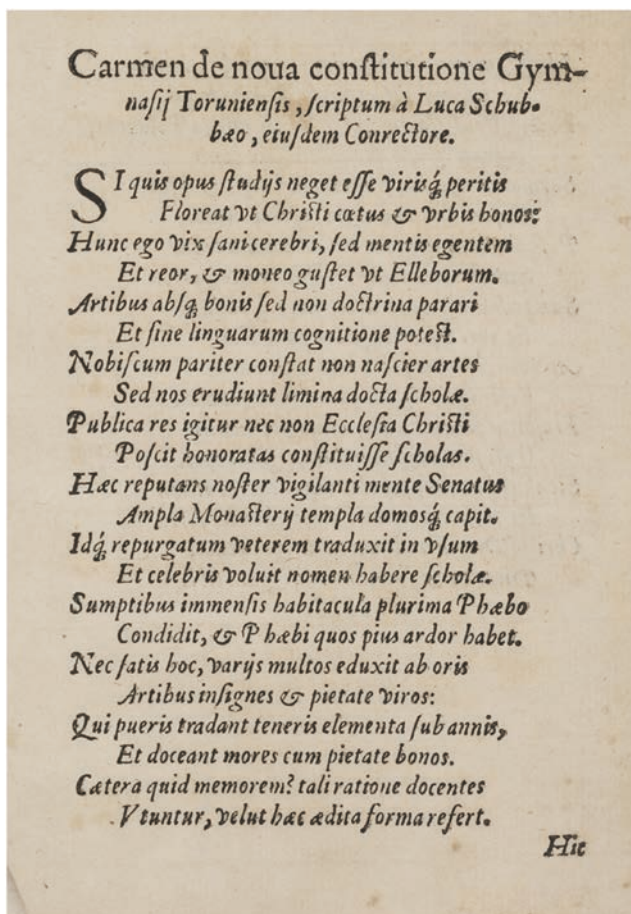 Carmen de noua conſtitutione Gym-
naſij Torunienſis, ſcriptum à Luca Schub-
bæo, eiuſdem Conrectore.
SI quis opus ſtudijs neget eſſe virisq́; peritis
Floreat vt Chriſti cœtus & vrbis honos:
Hunc ego vix ſani cerebri, ſed mentis egentem
Et reor, & moneo guſtet vt Elleborum.
Artibus abſq́; bonis ſed non doctrina parari
Et ſine linguarum cognitione poteſt.
Nobiſcum pariter conſtat non naſcier artes
Sed nos erudiunt limina docta ſcholæ.
Publica res igitur nec non Eccleſia Chriſti
Poſcit honoratas conſtituiſſe ſcholas.
Hæc reputans noſter vigilanti mente Senatus
Ampla Monaſterij templa domosq́; capit.
Idq́; repurgatum veterem traduxit in vſum
Et celebris voluit nomen habere ſcholæ.
Sumptibus immenſis habitacula plurima Phæbo
Condidit, & Phæbi quos pius ardor habet.
Nec ſatis hoc, varijs multos eduxit ab oris
Artibus inſignes & pietate viros:
Qui pueris tradant teneris elementa ſub annis,
Et doceant mores cum pietate bonos.
Cætera quid memorem? tali ratione docentes
Vtuntur, velut hæc ædita forma refert.
Hic